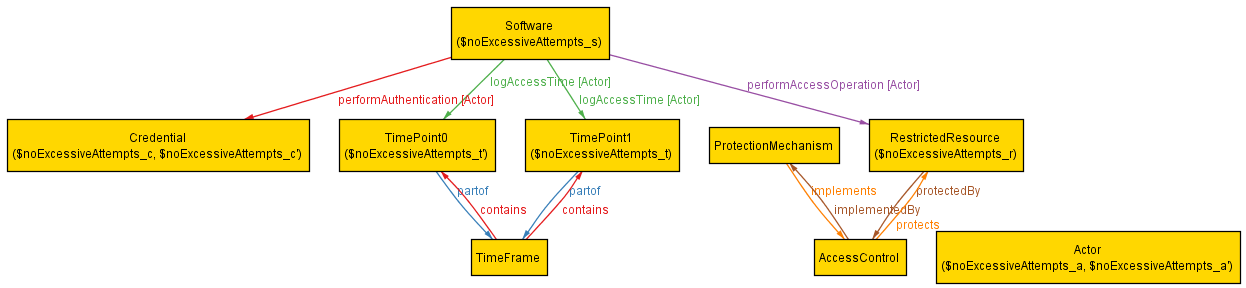 Software
($noExcessiveAttempts_s)
logAccessTime [Actor]
performAccessOperation [Actor]
performAuthentication [Actor]
logAccessTime [Actor]
Credential
($noExcessiveAttempts_c, $noExcessiveAttempts_c')
TimePoint0
($noExcessiveAttempts_t')
TimePoint1
($noExcessiveAttempts_t)
ProtectionMechanism
RestrictedResource
($noExcessiveAttempts_r)
partof
partof
implements
protectedBy
contains
contains
implementedBy
protects
TimeFrame
AccessControl
Actor
($noExcessiveAttempts_a, $noExcessiveAttempts_a')